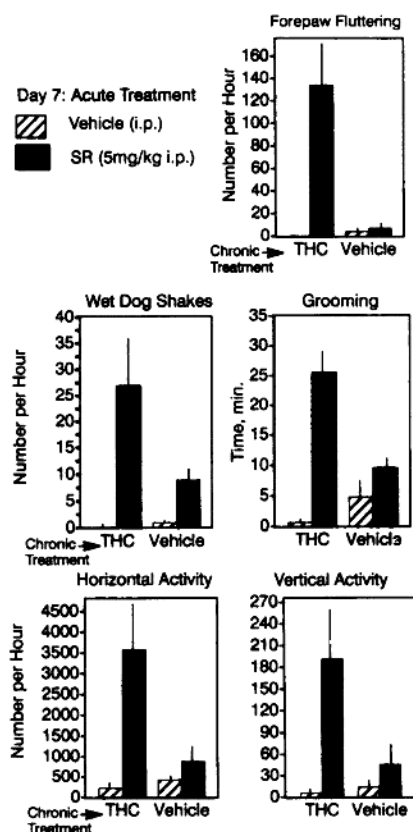 Forepaw Fluttering
Day 7: Acute Treatment
Vehicle (i.p.)
SR (5mg/kg i.p.)
Number per Hour
160
140
120
100
80
60
40
20
0
Chronic
Treatment
THC Vehicle
Wet Dog Shakes
Number per Hour
40
35
30
25
20
15
10
5
0
Chronic
Treatment
THC Vehicle
Grooming
Time, min.
35
30
25
20
15
10
5
0
THC Vehicle
Horizontal Activity
Number per Hour
4500
4000
3500
3000
2500
2000
1500
1000
500
0
Chronic
Treatment
THC Vehicle
Vertical Activity
270
240
210
180
150
120
90
60
30
0
THC Vehicle